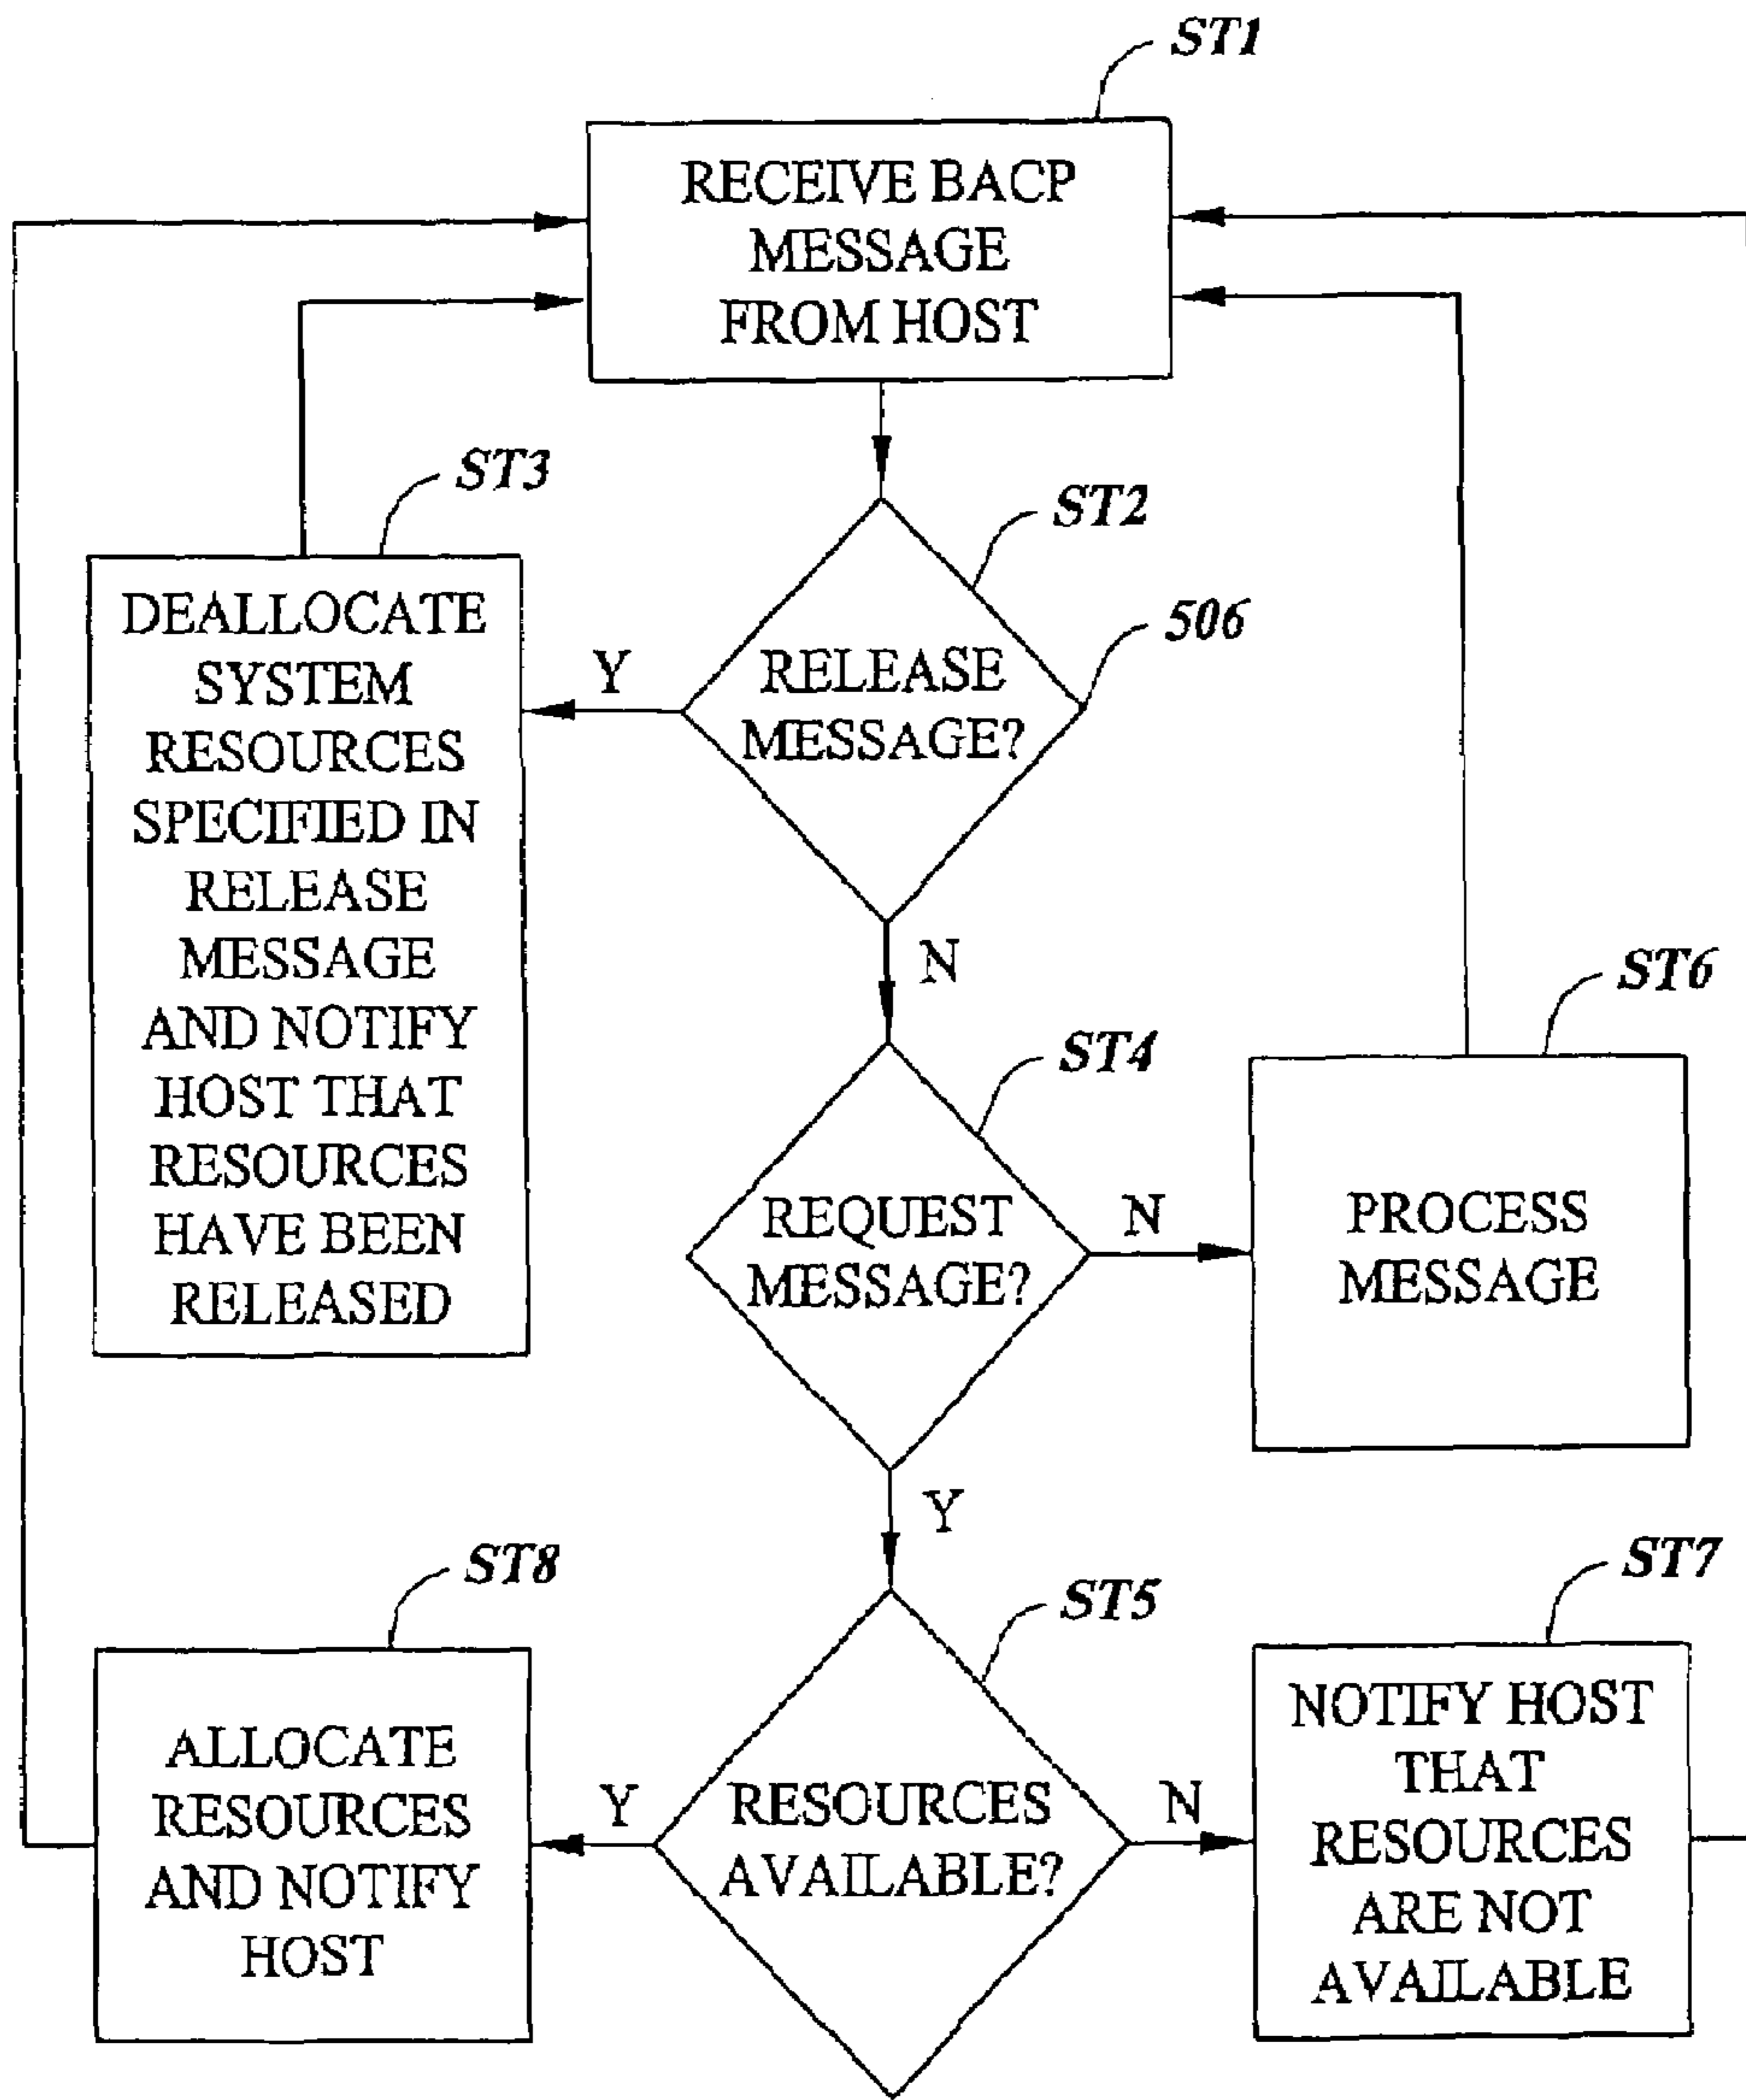 ST1
RECEIVE BACP
MESSAGE
FROM HOST
ST3
DEALLOCATE
SYSTEM
RESOURCES
SPECIFIED IN
RELEASE
MESSAGE
AND NOTIFY
HOST THAT
RESOURCES
HAVE BEEN
RELEASED
ST2
506
Y
RELEASE
MESSAGE?
N
ST4
REQUEST
MESSAGE?
N
ST6
PROCESS
MESSAGE
Y
ST8
ALLOCATE
RESOURCES
AND NOTIFY
HOST
Y
ST5
RESOURCES
AVAILABLE?
N
ST7
NOTIFY HOST
THAT
RESOURCES
ARE NOT
AVAILABLE